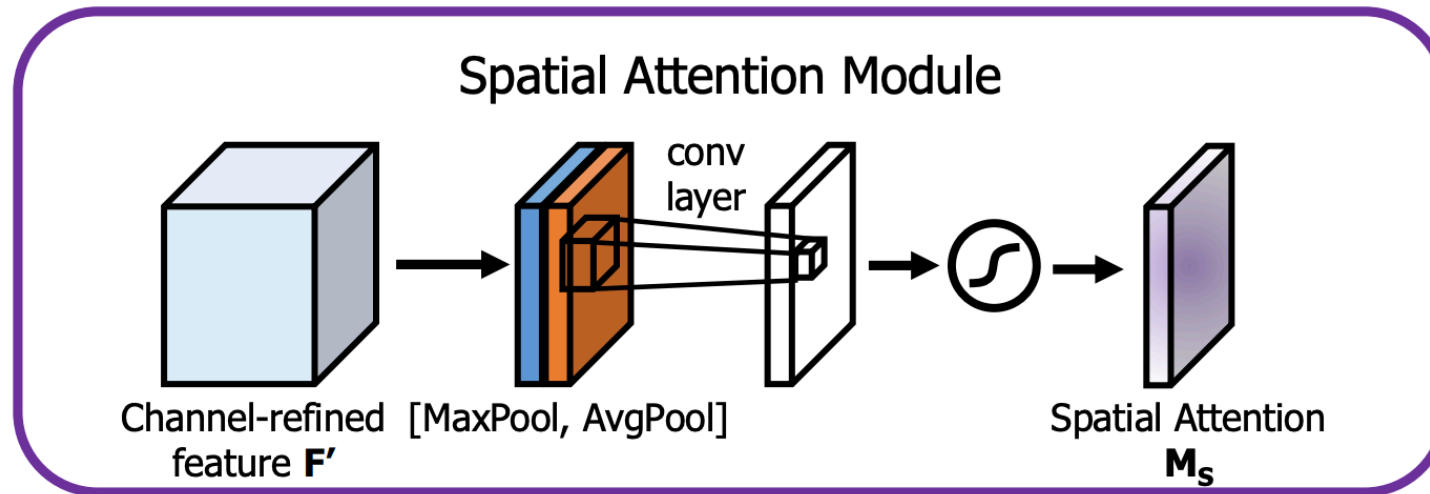 Spatial Attention Module
conv
layer
Channel-refined
feature F’
[MaxPool, AvgPool]
Spatial Attention
Ms